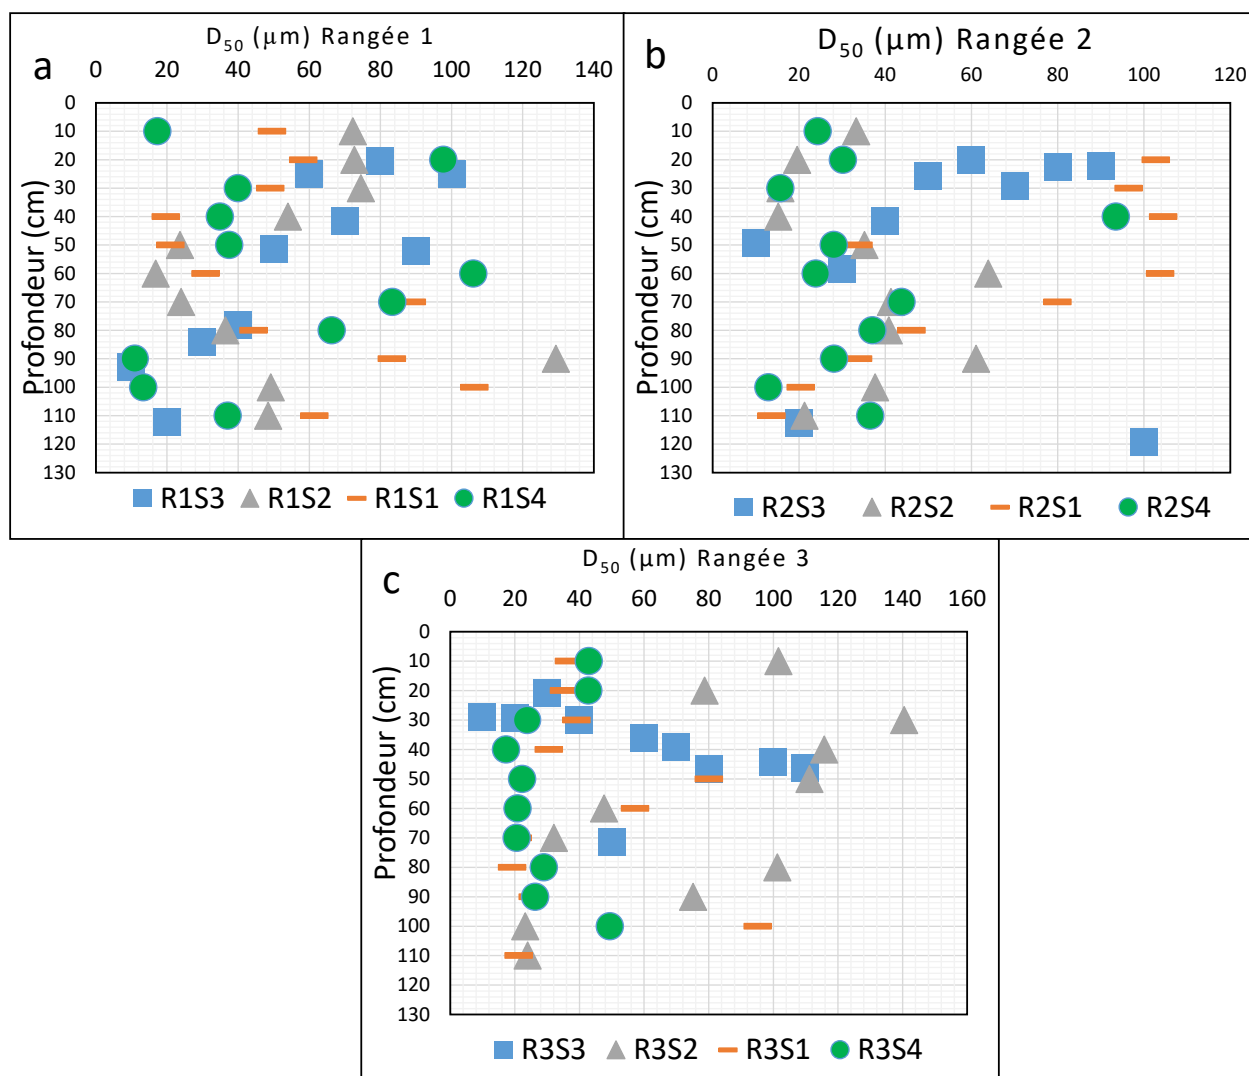 D₅₀ (µm) Rangée 1
a
0 20 40 60 80 100 120 140
Profondeur (cm)
0
10
20
30
40
50
60
70
80
90
100
110
120
130
R1S3 R1S2 R1S1 R1S4
D₅₀ (µm) Rangée 2
b
0 20 40 60 80 100 120
Profondeur (cm)
0
10
20
30
40
50
60
70
80
90
100
110
120
130
R2S3 R2S2 R2S1 R2S4
D₅₀ (µm) Rangée 3
c
0 20 40 60 80 100 120 140 160
Profondeur (cm)
0
10
20
30
40
50
60
70
80
90
100
110
120
130
R3S3 R3S2 R3S1 R3S4